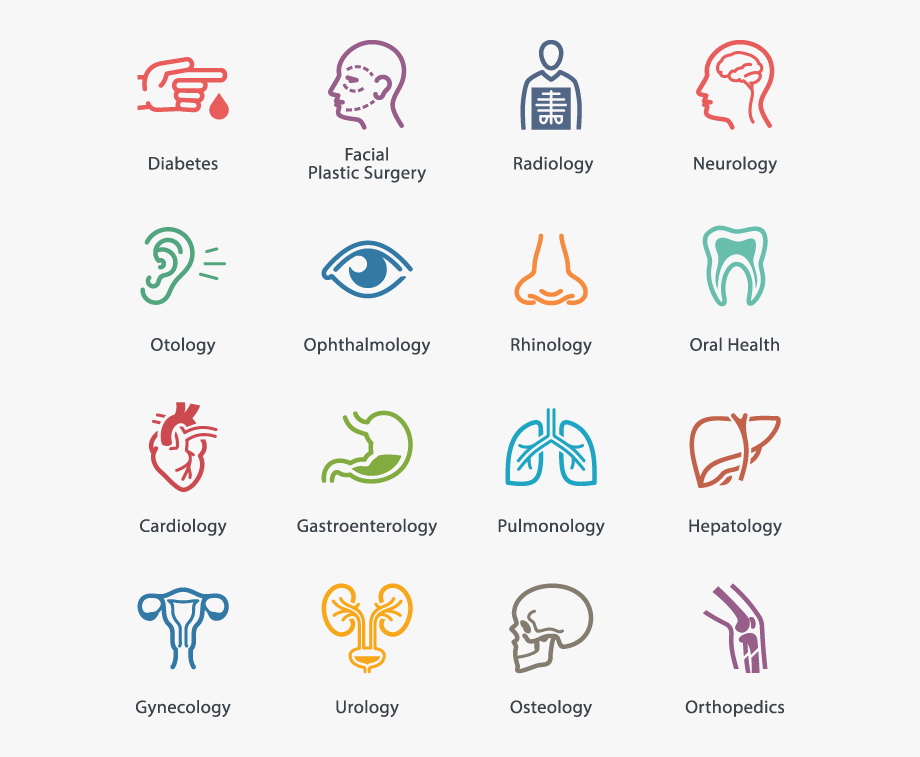 Diabetes
Facial
Plastic Surgery
Radiology
Neurology
Otology
Ophthalmology
Rhinology
Oral Health
Cardiology
Gastroenterology
Pulmonology
Hepatology
Gynecology
Urology
Osteology
Orthopedics